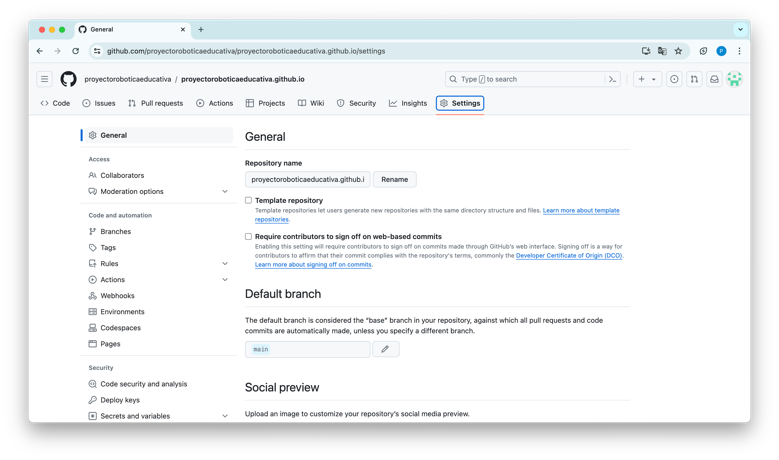 General
github.com/proyectoroboticaeducativa/proyectoroboticaeducativa.github.io/settings
P
proyectoroboticaeducativa / proyectoroboticaeducativa.github.io
Type / to search
Code
Issues
Pull requests
Actions
Projects
Wiki
Security
Insights
Settings
General
Access
Collaborators
Moderation options
Code and automation
Branches
Tags
Rules
Actions
Webhooks
Environments
Codespaces
Pages
Security
Code security and analysis
Deploy keys
Secrets and variables
General
Repository name
proyectoroboticaeducativa.github.i
Rename
Template repository
Template repositories let users generate new repositories with the same directory structure and files. Learn more about template
repositories.
Require contributors to sign off on web-based commits
Enabling this setting will require contributors to sign off on commits made through GitHub's web interface. Signing off is a way for
contributors to affirm that their commit complies with the repository's terms, commonly the Developer Certificate of Origin (DCO).
Learn more about signing off on commits.
Default branch
The default branch is considered the "base" branch in your repository, against which all pull requests and code
commits are automatically made, unless you specify a different branch.
main
Social preview
Upload an image to customize your repository's social media preview.